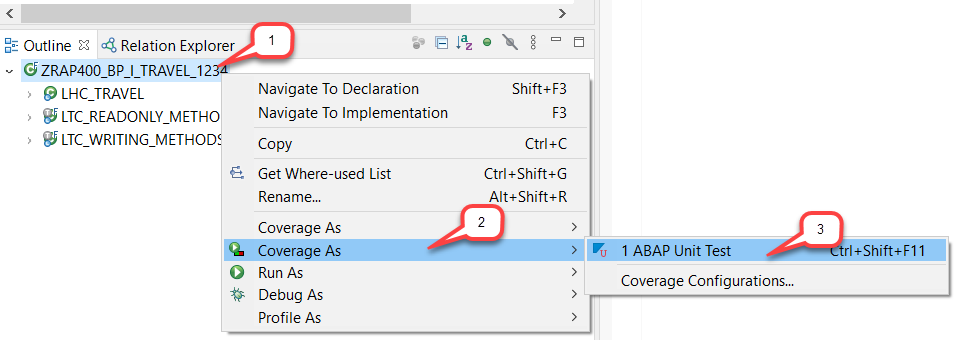 Outline
Relation Explorer
1
ZRAP400_BP_I_TRAVEL_1234
LHC_TRAVEL
LTC_READONLY_METHO
LTC_WRITING_METHODS
Navigate To Declaration Shift+F3
Navigate To Implementation F3
Copy Ctrl+C
Get Where-used List Ctrl+Shift+G
Rename... Alt+Shift+R
2
Coverage As
Coverage As
Run As
Debug As
Profile As
3
1 ABAP Unit Test Ctrl+Shift+F11
Coverage Configurations...